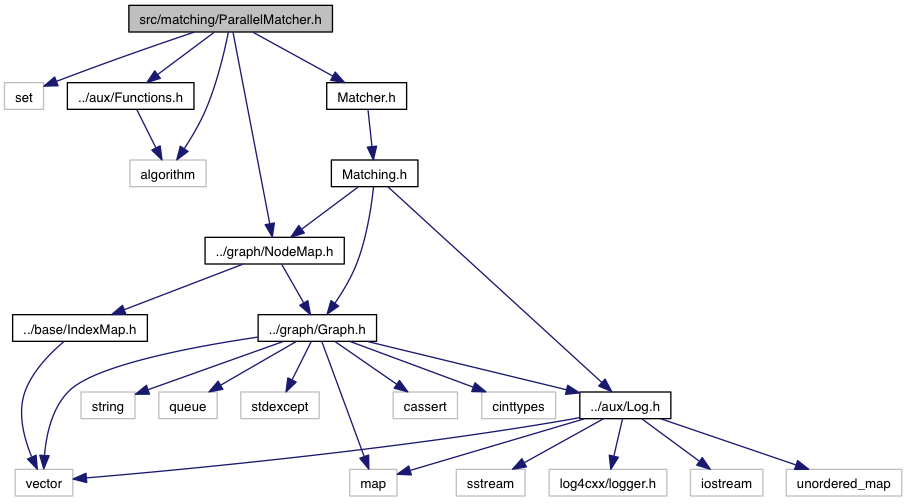 src/matching/ParallelMatcher.h
set
../aux/Functions.h
Matcher.h
algorithm
Matching.h
../graph/NodeMap.h
../base/IndexMap.h
../graph/Graph.h
string
queue
stdexcept
cassert
cinttypes
../aux/Log.h
vector
map
sstream
log4cxx/logger.h
iostream
unordered_map